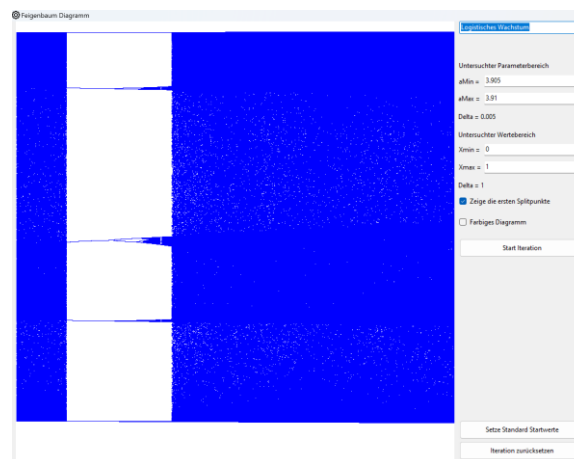 Feigenbaum Diagramm
Logistisches Wachstum
Untersuchter Parameterbereich
aMin = 3.905
aMax = 3.91
Delta = 0.005
Untersuchter Wertebereich
Xmin = 0
Xmax = 1
Delta = 1
Zeige die ersten Splitpunkte
Farbiges Diagramm
Start Iteration
Setze Standard Startwerte
Iteration zurücksetzen